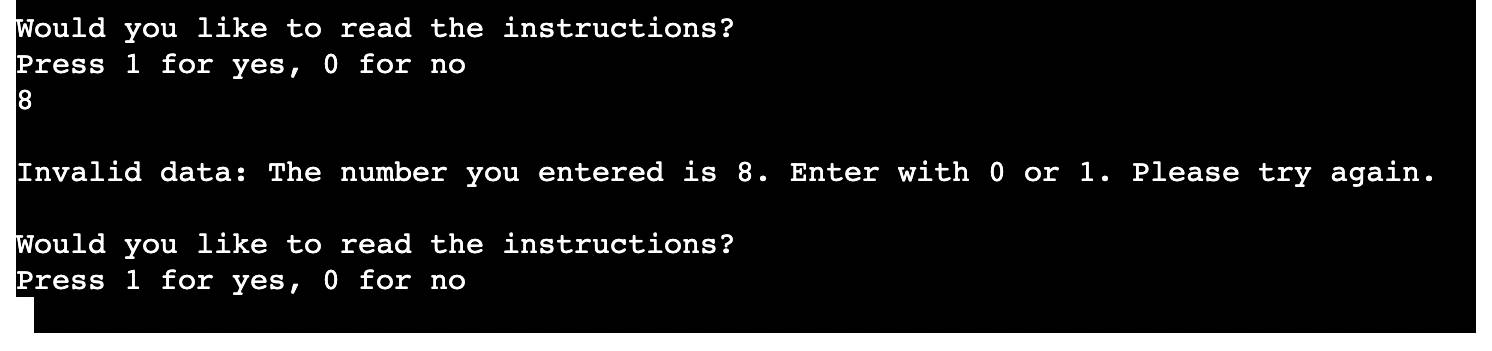 Would you like to read the instructions?
Press 1 for yes, 0 for no
8
Invalid data: The number you entered is 8. Enter with 0 or 1. Please try again.
Would you like to read the instructions?
Press 1 for yes, 0 for no